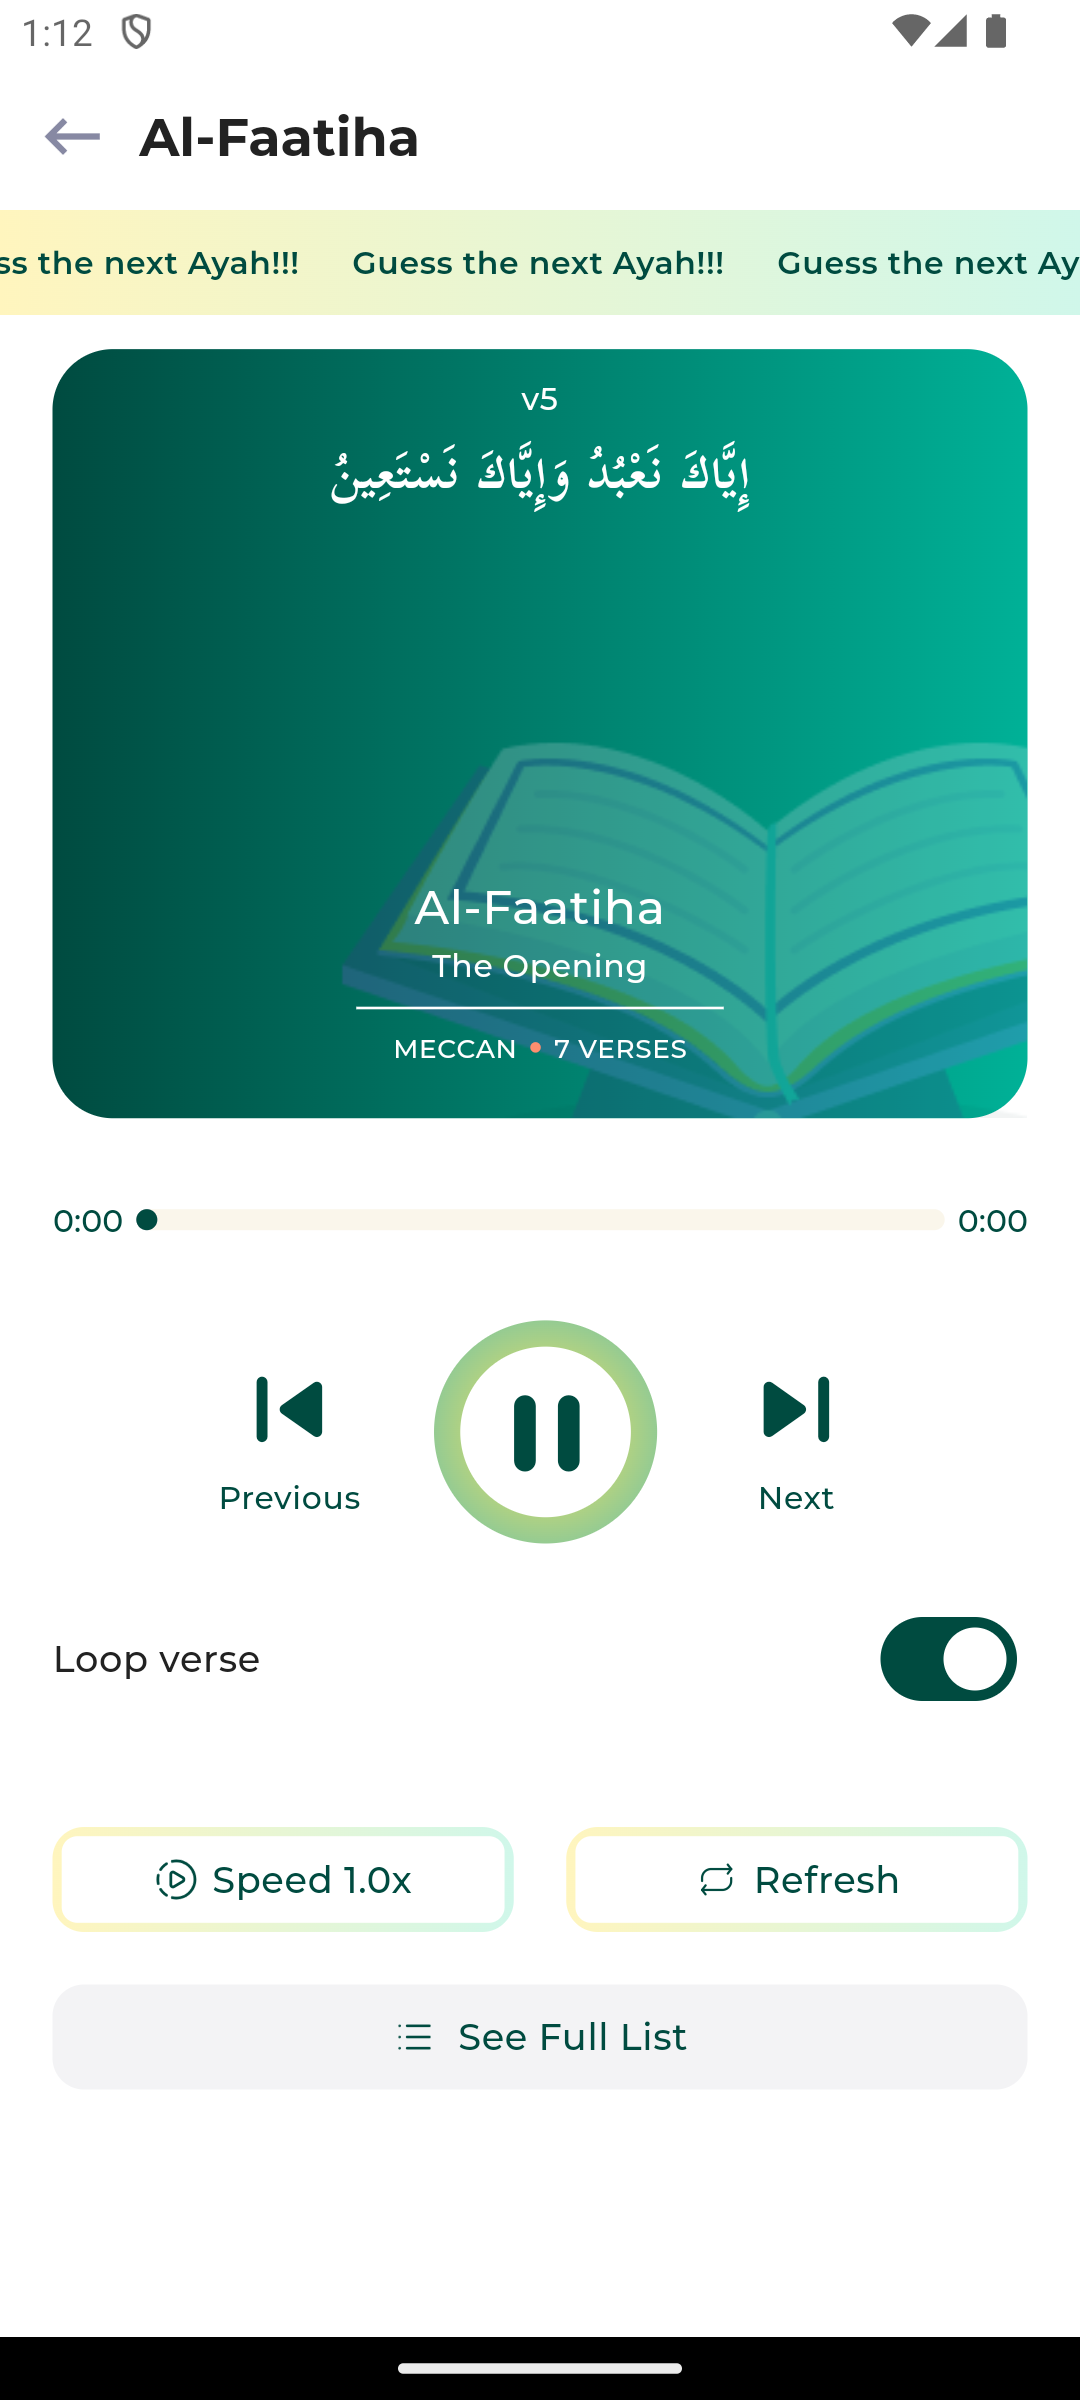 1:12
Al-Faatiha
ss the next Ayah!!! Guess the next Ayah!!! Guess the next Ay
v5
إِيَّاكَ نَعْبُدُ وَإِيَّاكَ نَسْتَعِينُ
Al-Faatiha
The Opening
MECCAN • 7 VERSES
0:00 0:00
Previous Next
Loop verse
Speed 1.0x Refresh
See Full List